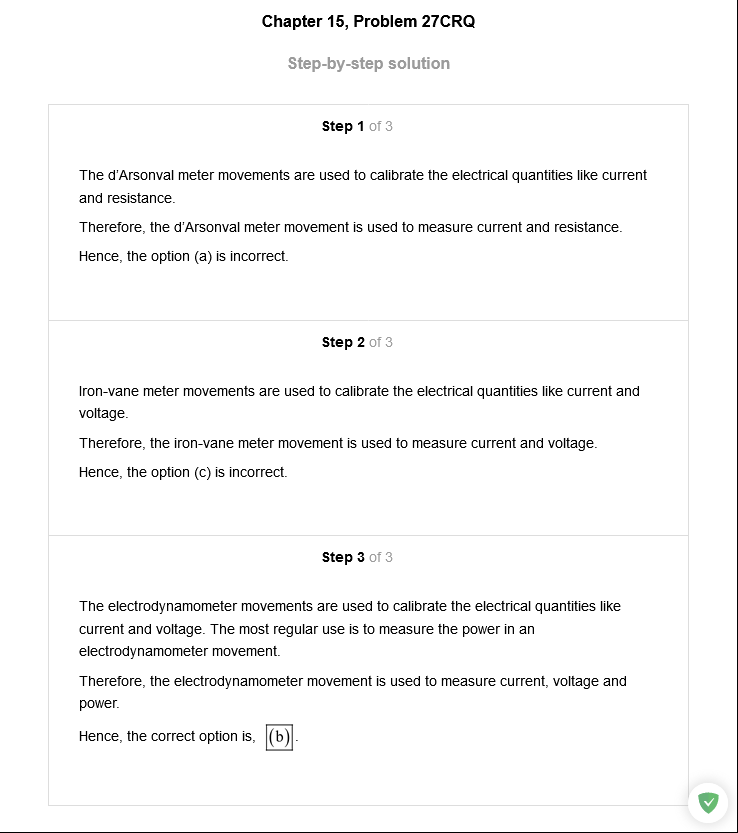 Chapter 15, Problem 27CRQ
Step-by-step solution
Step 1 of 3
The d'Arsonval meter movements are used to calibrate the electrical quantities like current
and resistance.
Therefore, the d'Arsonval meter movement is used to measure current and resistance.
Hence, the option (a) is incorrect.
Step 2 of 3
Iron-vane meter movements are used to calibrate the electrical quantities like current and
voltage.
Therefore, the iron-vane meter movement is used to measure current and voltage.
Hence, the option (c) is incorrect.
Step 3 of 3
The electrodynamometer movements are used to calibrate the electrical quantities like
current and voltage. The most regular use is to measure the power in an
electrodynamometer movement.
Therefore, the electrodynamometer movement is used to measure current, voltage and
power.
Hence, the correct option is, (b).